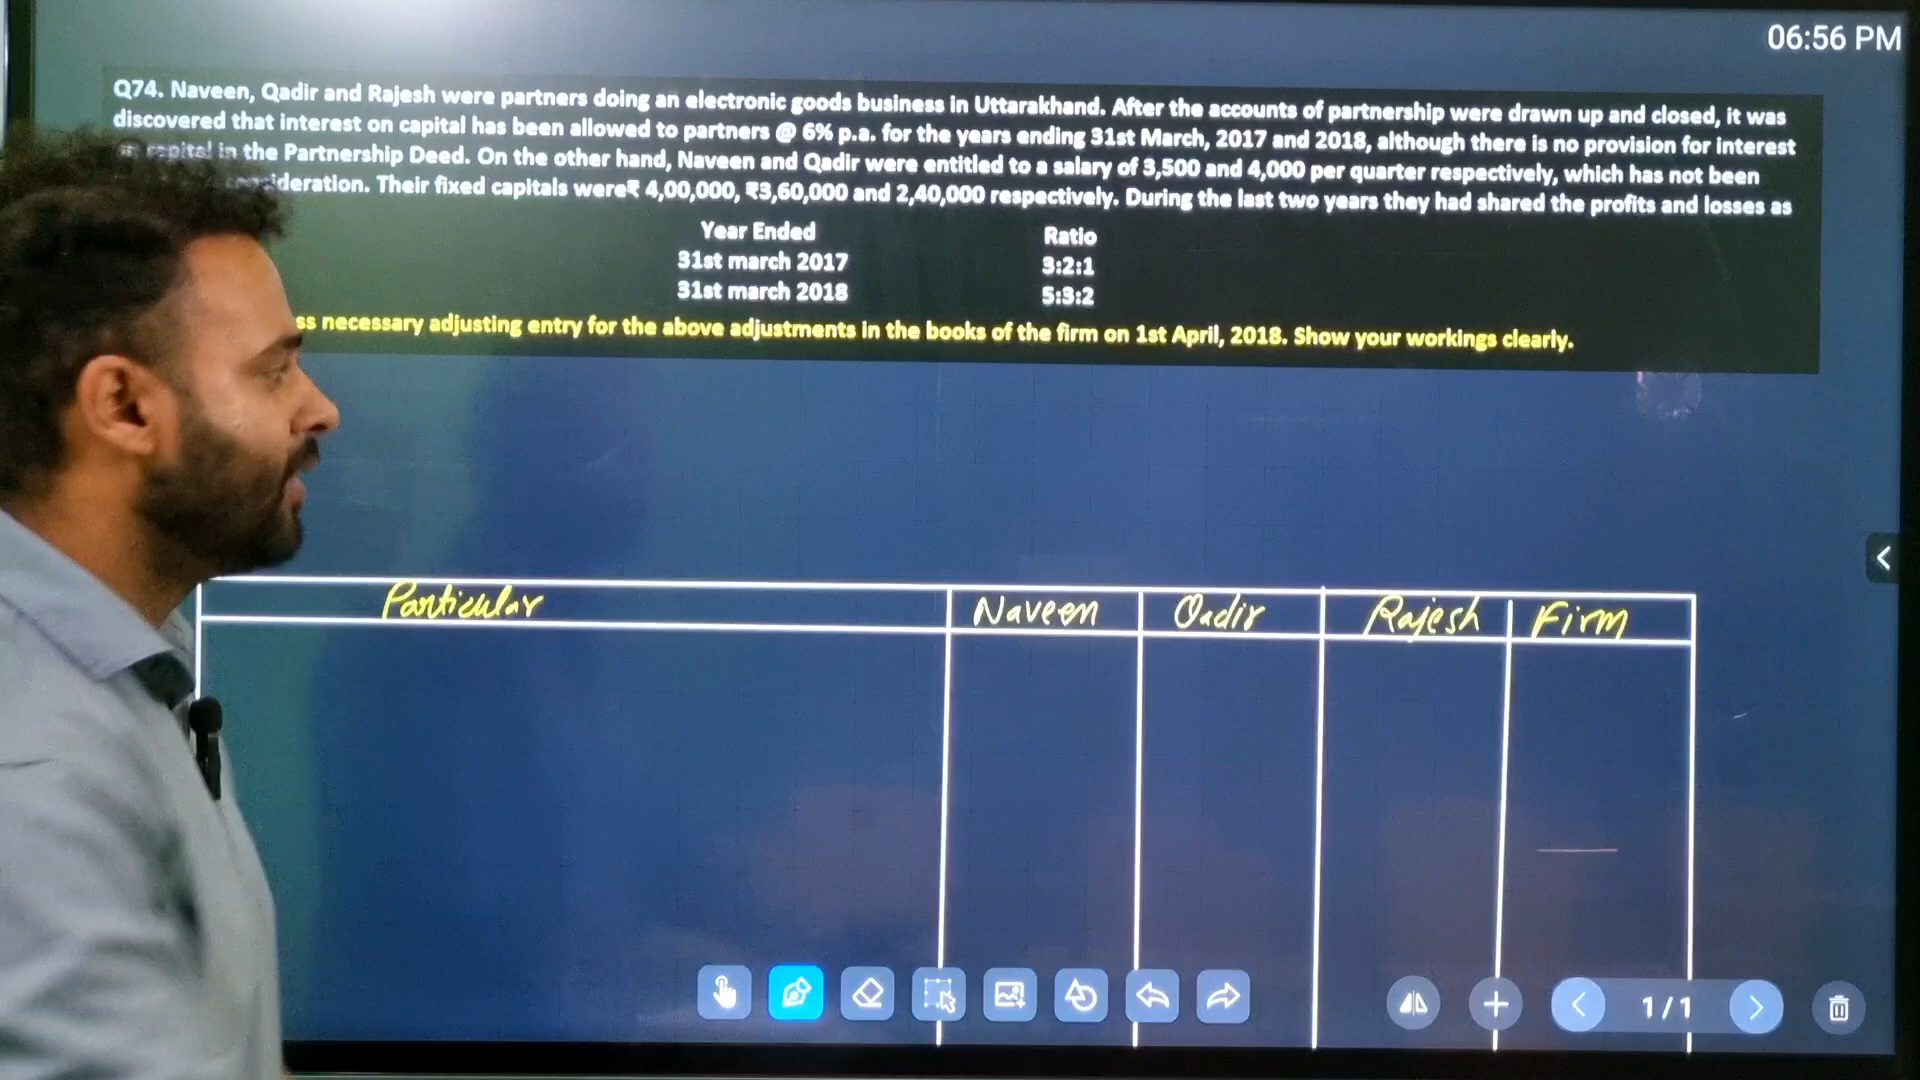 06:56 PM
Q74. Naveen, Qadir and Rajesh were partners doing an electronic goods business in Uttarakhand. After the accounts of partnership were drawn up and closed, it was
discovered that interest on capital has been allowed to partners @ 6% p.a. for the years ending 31st March, 2017 and 2018, although there is no provision for interest
capital in the Partnership Deed. On the other hand, Naveen and Qadir were entitled to a salary of 3,500 and 4,000 per quarter respectively, which has not been
Their fixed capitals were₹ 4,00,000, ₹3,60,000 and 2,40,000 respectively. During the last two years they had shared the profits and losses as
Year Ended Ratio
31st march 2017 3:2:1
31st march 2018 5:3:2
necessary adjusting entry for the above adjustments in the books of the firm on 1st April, 2018. Show your workings clearly.
Particular Naveen Qadir Rajesh Firm
1/1